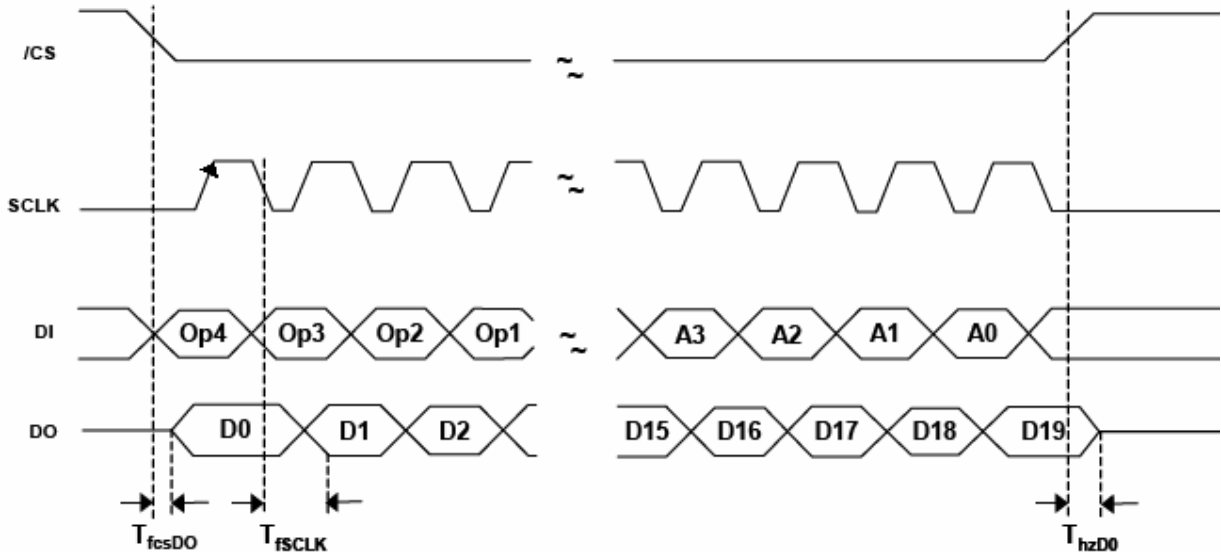 /CS
~ ~
SCLK
~ ~
DI Op4 Op3 Op2 Op1 ~ ~ A3 A2 A1 A0
DO D0 D1 D2 D15 D16 D17 D18 D19
TfcsDO TfSCLK ThzD0